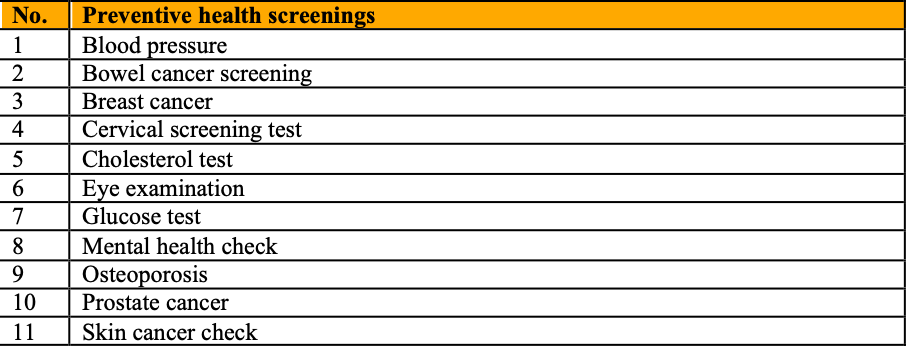 No. Preventive health screenings
1 Blood pressure
2 Bowel cancer screening
3 Breast cancer
4 Cervical screening test
5 Cholesterol test
6 Eye examination
7 Glucose test
8 Mental health check
9 Osteoporosis
10 Prostate cancer
11 Skin cancer check